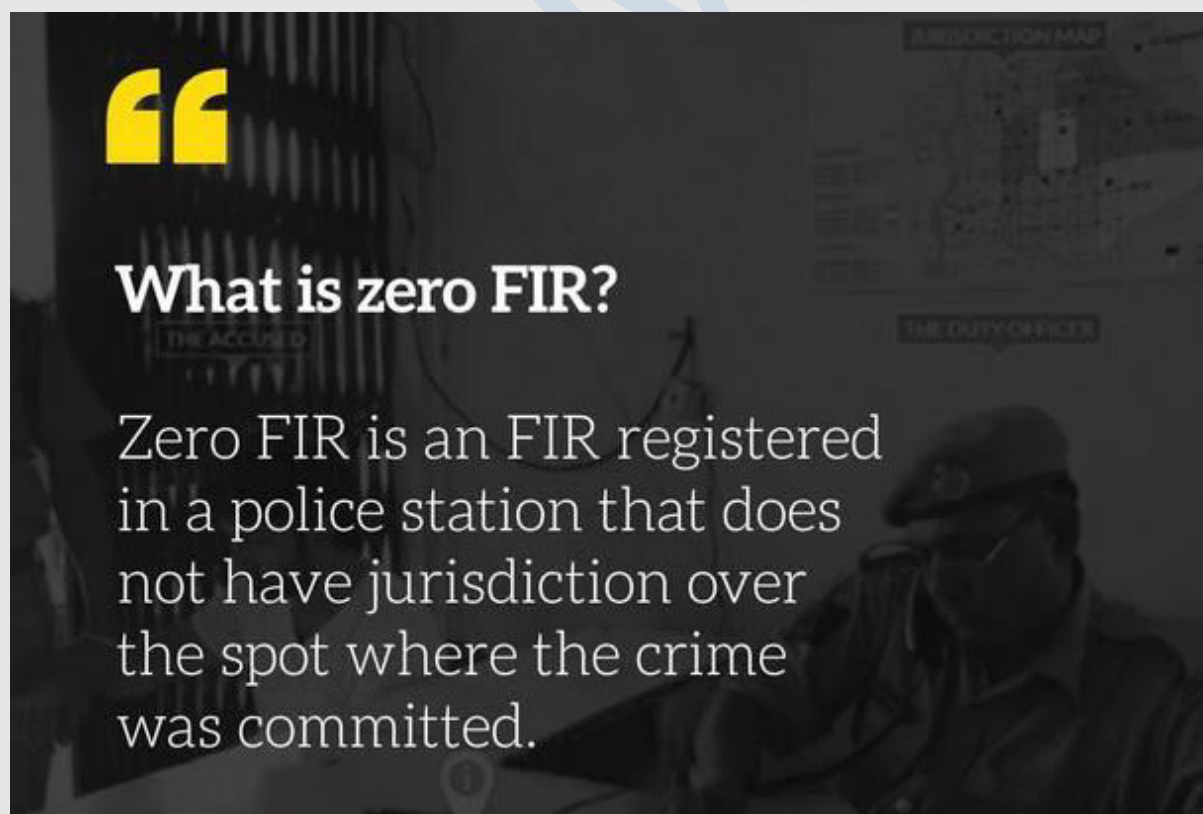 JURISDICTION MAP
“
What is zero FIR?
THE ACCUSED
THE DUTY OFFICER
Zero FIR is an FIR registered
in a police station that does
not have jurisdiction over
the spot where the crime
was committed.